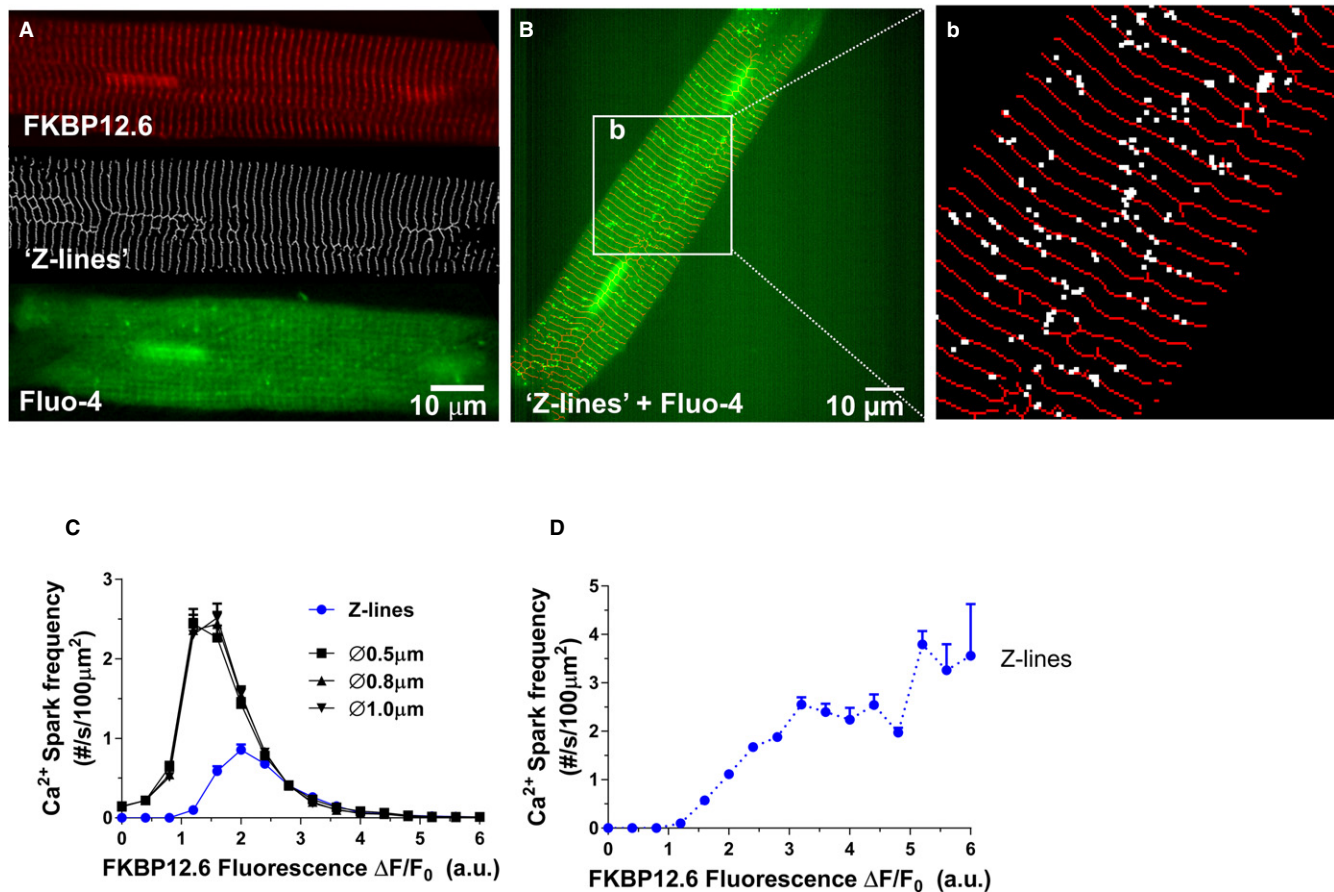 A
FKBP12.6
'Z-lines'
Fluo-4
10 μm
B
b
'Z-lines' + Fluo-4
10 μm
b
C
Ca2+ Spark frequency
(#/s/100μm2)
3
2
1
0
0 1 2 3 4 5 6
FKBP12.6 Fluorescence ΔF/F0 (a.u.)
Z-lines
∅0.5μm
∅0.8μm
∅1.0μm
D
Ca2+ Spark frequency
(#/s/100μm2)
5
4
3
2
1
0
0 1 2 3 4 5 6
FKBP12.6 Fluorescence ΔF/F0 (a.u.)
Z-lines